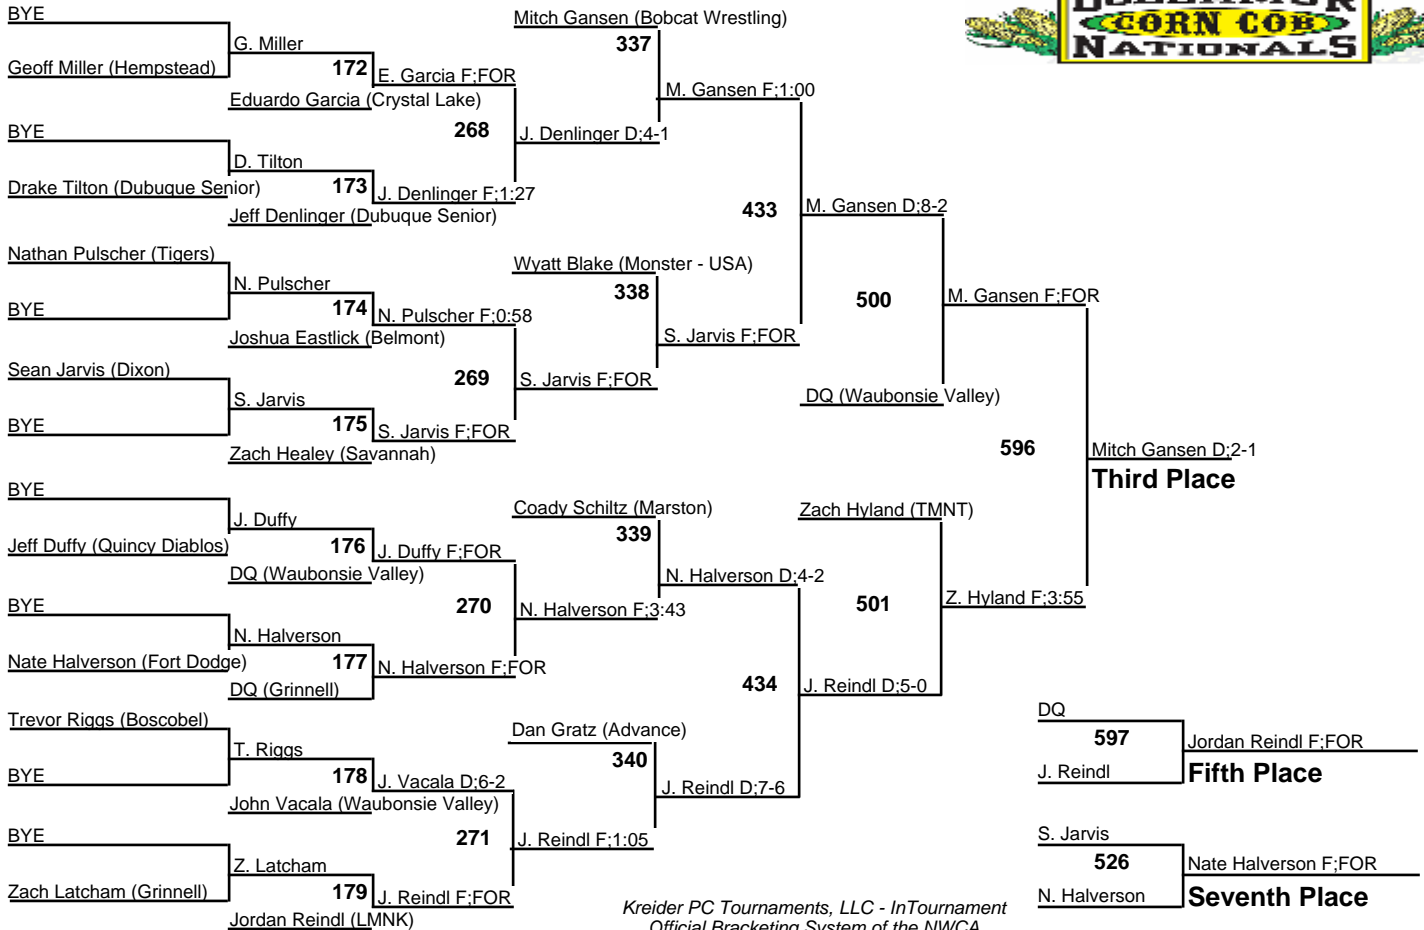 BYE
Mitch Gansen (Bobcat Wrestling)
CORN COB
NATIONALS
G. Miller
337
Geoff Miller (Hempstead)
172
E. Garcia F;FOR
M. Gansen F;1:00
Eduardo Garcia (Crystal Lake)
BYE
268
J. Denlinger D;4-1
D. Tilton
Drake Tilton (Dubuque Senior)
173
J. Denlinger F;1:27
Jeff Denlinger (Dubuque Senior)
433
M. Gansen D;8-2
Nathan Pulscher (Tigers)
Wyatt Blake (Monster - USA)
N. Pulscher
338
500
M. Gansen F;FOR
BYE
174
N. Pulscher F;0:58
Joshua Eastlick (Belmont)
S. Jarvis F;FOR
Sean Jarvis (Dixon)
269
S. Jarvis F;FOR
S. Jarvis
DQ (Waubonsie Valley)
BYE
175
S. Jarvis F;FOR
Zach Healey (Savannah)
596
Mitch Gansen D;2-1
Third Place
BYE
Coady Schiltz (Marston)
Zach Hyland (TMNT)
J. Duffy
339
Jeff Duffy (Quincy Diablos)
176
J. Duffy F;FOR
DQ (Waubonsie Valley)
N. Halverson D;4-2
BYE
270
N. Halverson F;3:43
501
Z. Hyland F;3:55
N. Halverson
Nate Halverson (Fort Dodge)
177
N. Halverson F;FOR
DQ (Grinnell)
434
J. Reindl D;5-0
Trevor Riggs (Boscobel)
Dan Gratz (Advance)
DQ
T. Riggs
340
597
Jordan Reindl F;FOR
BYE
178
J. Vacala D;6-2
J. Reindl D;7-6
J. Reindl
Fifth Place
John Vacala (Waubonsie Valley)
BYE
271
J. Reindl F;1:05
S. Jarvis
Z. Latcham
526
Nate Halverson F;FOR
Zach Latcham (Grinnell)
179
J. Reindl F;FOR
N. Halverson
Seventh Place
Jordan Reindl (LMNK)
Kreider PC Tournaments, LLC - InTournament
Official Bracketing System of the NWCA